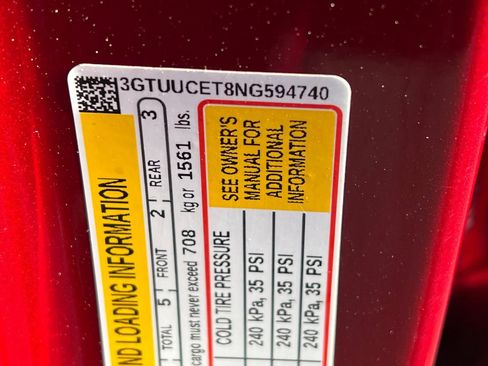 3GTUUCET8NG594740
ND LOADING INFORMATION
TOTAL 5 FRONT 2 REAR 3
cargo must never exceed 708 kg or 1561 lbs.
SEE OWNER'S
MANUAL FOR
ADDITIONAL
INFORMATION
COLD TIRE PRESSURE
240 kPa, 35 PSI
240 kPa, 35 PSI
240 kPa, 35 PSI